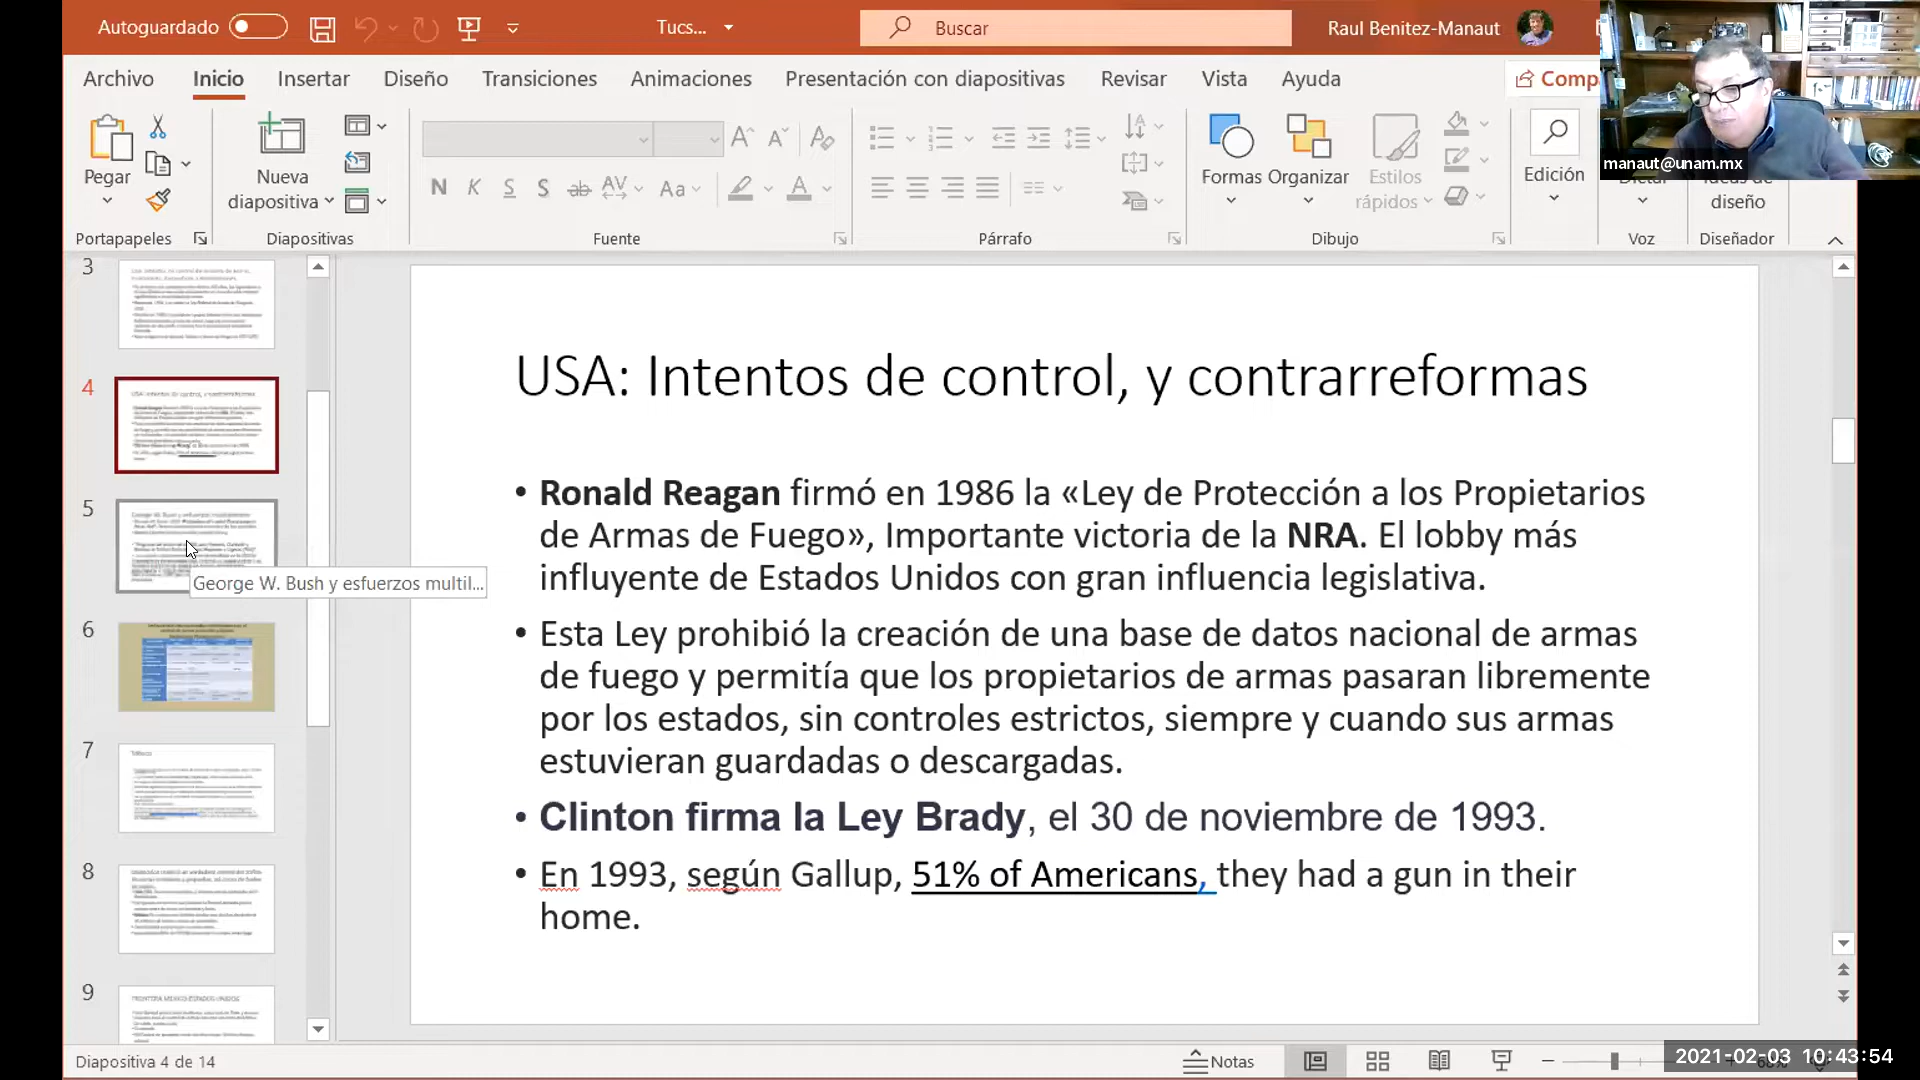 Autoguardado
Tucs...
Buscar
Raul Benitez-Manaut
Archivo
Inicio
Insertar
Diseño
Transiciones
Animaciones
Presentación con diapositivas
Revisar
Vista
Ayuda
Comp
manaut@unam.mx
Pegar
Nueva
diapositiva
Formas
Organizar
Estilos
rápidos
Edición
diseño
Portapapeles
Diapositivas
Fuente
Párrafo
Dibujo
Voz
Diseñador
3
4
5
George W. Bush y esfuerzos multil...
6
7
8
9
USA: Intentos de control, y contrarreformas
• Ronald Reagan firmó en 1986 la «Ley de Protección a los Propietarios
de Armas de Fuego», Importante victoria de la NRA. El lobby más
influyente de Estados Unidos con gran influencia legislativa.
• Esta Ley prohibió la creación de una base de datos nacional de armas
de fuego y permitía que los propietarios de armas pasaran libremente
por los estados, sin controles estrictos, siempre y cuando sus armas
estuvieran guardadas o descargadas.
• Clinton firma la Ley Brady, el 30 de noviembre de 1993.
• En 1993, según Gallup, 51% of Americans, they had a gun in their
home.
Diapositiva 4 de 14
Notas
2021-02-03 10:43:54